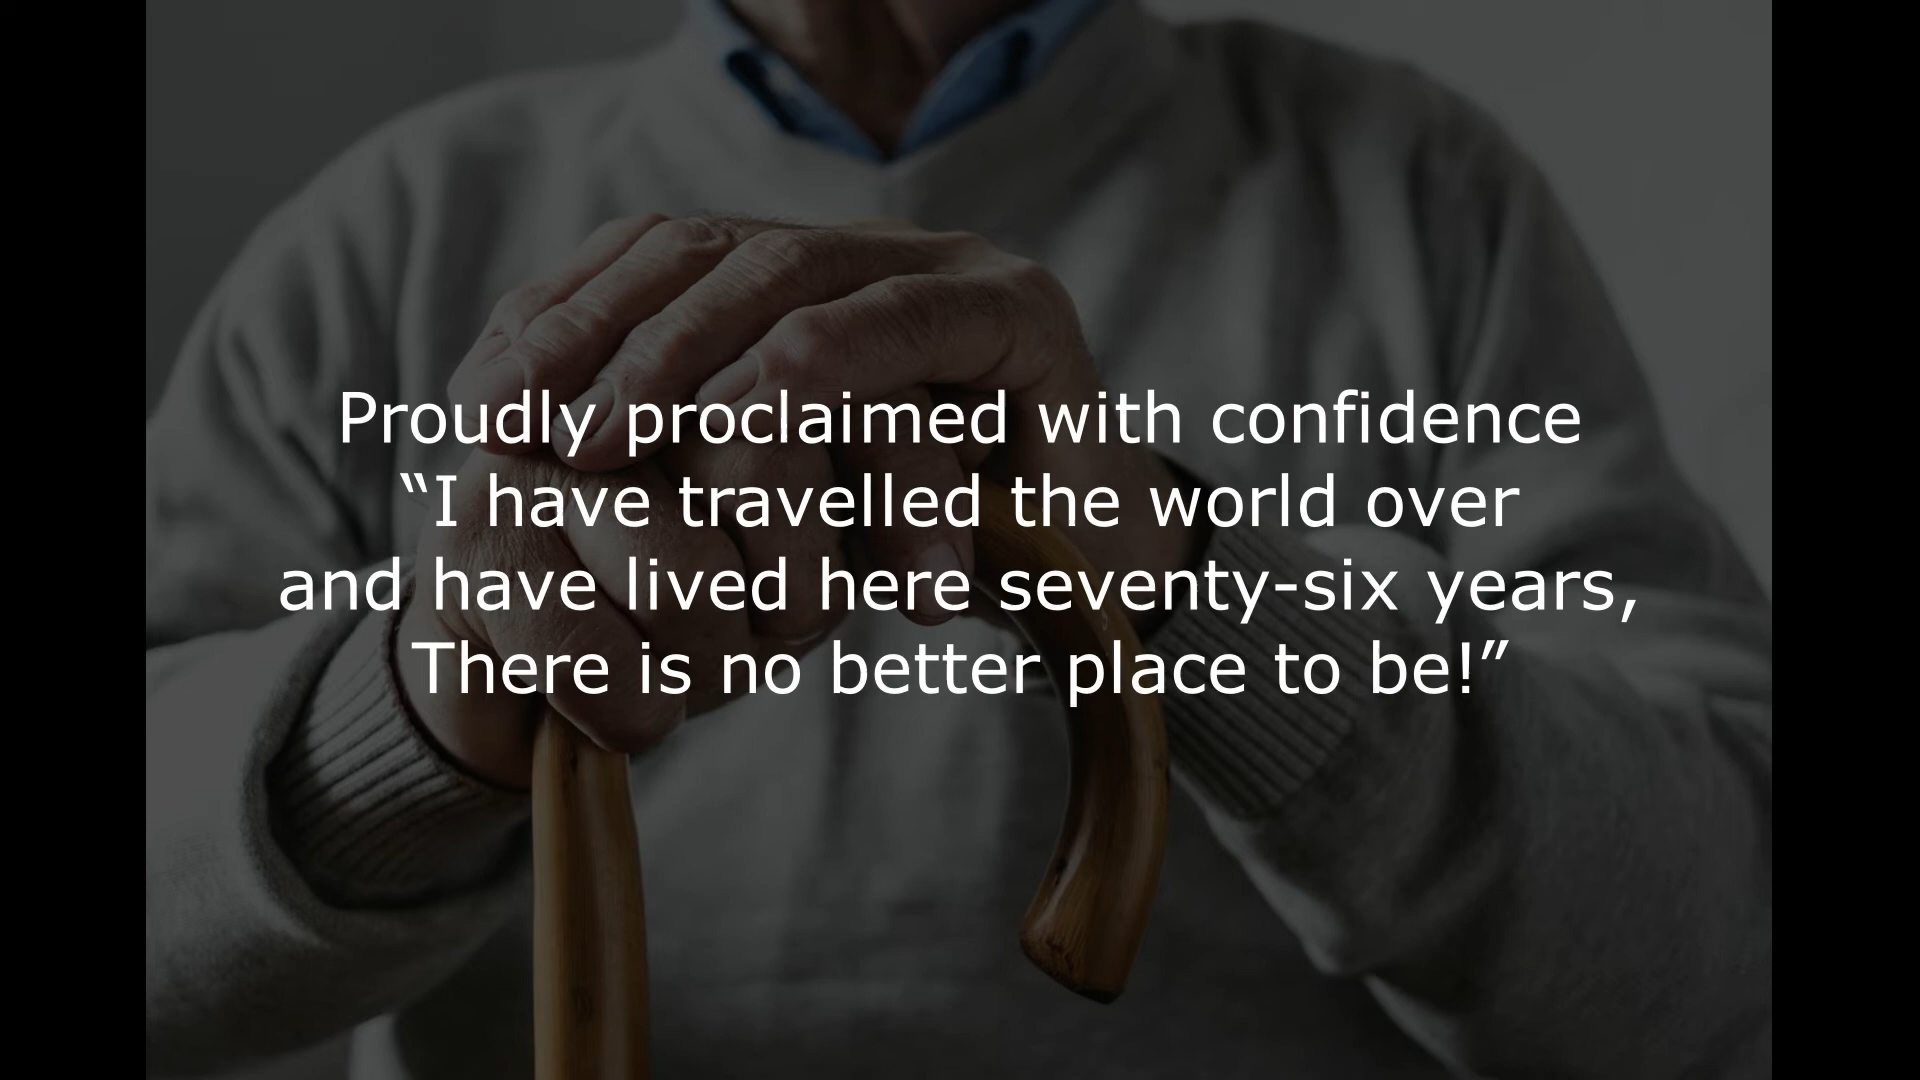 Proudly proclaimed with confidence
“I have travelled the world over
and have lived here seventy-six years,
There is no better place to be!”